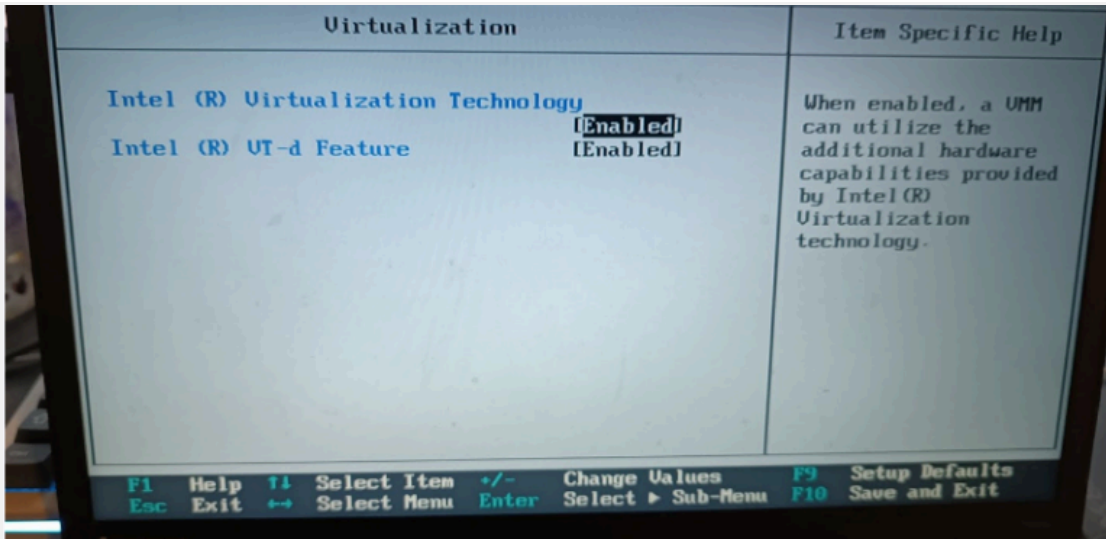 Virtualization
Item Specific Help
Intel (R) Virtualization Technology
[Enabled]
Intel (R) VT-d Feature [Enabled]
When enabled, a VMM
can utilize the
additional hardware
capabilities provided
by Intel(R)
Virtualization
technology.
F1 Help ↑↓ Select Item +/- Change Values F9 Setup Defaults
Esc Exit ↔ Select Menu Enter Select ▶ Sub-Menu F10 Save and Exit